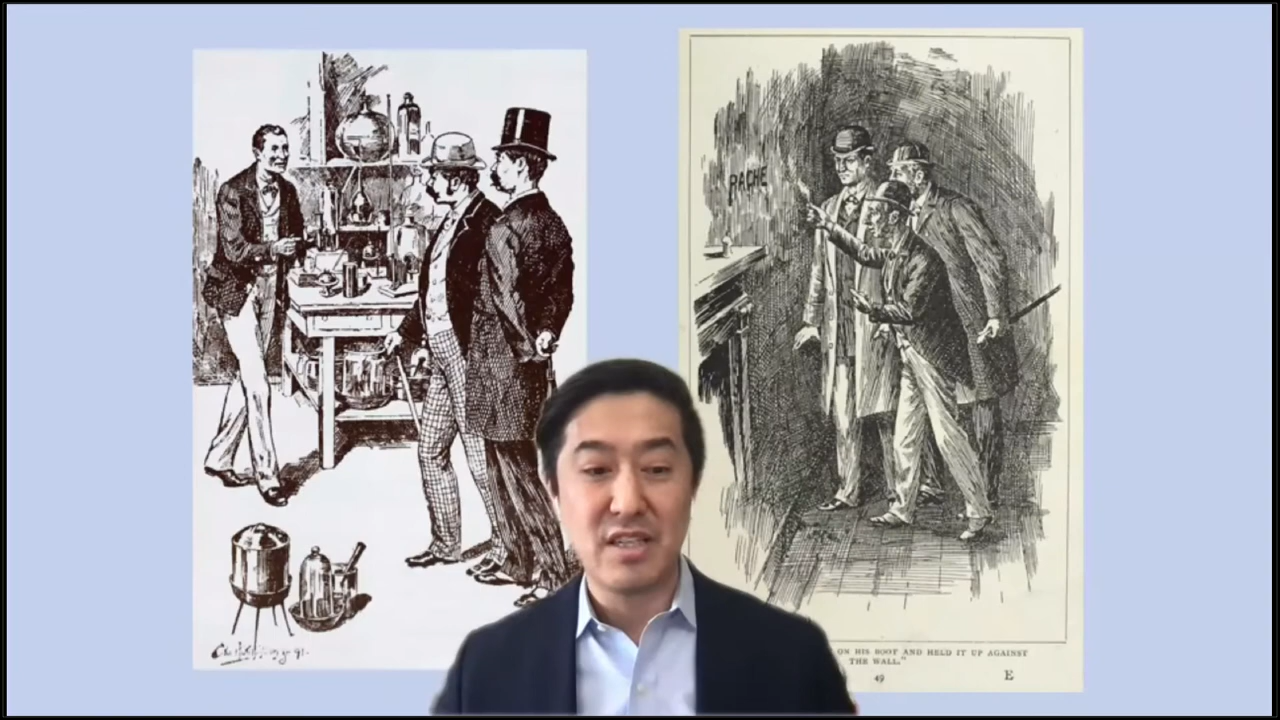 RACHE
ON HIS BOOT AND HELD IT UP AGAINST
THE WALL."
49
E